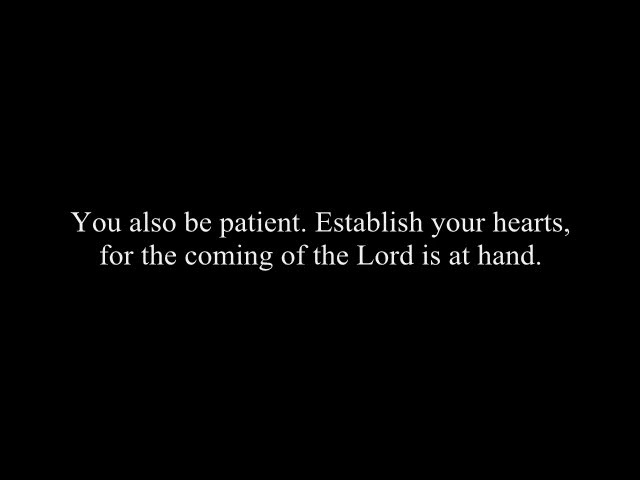 You also be patient. Establish your hearts,
for the coming of the Lord is at hand.